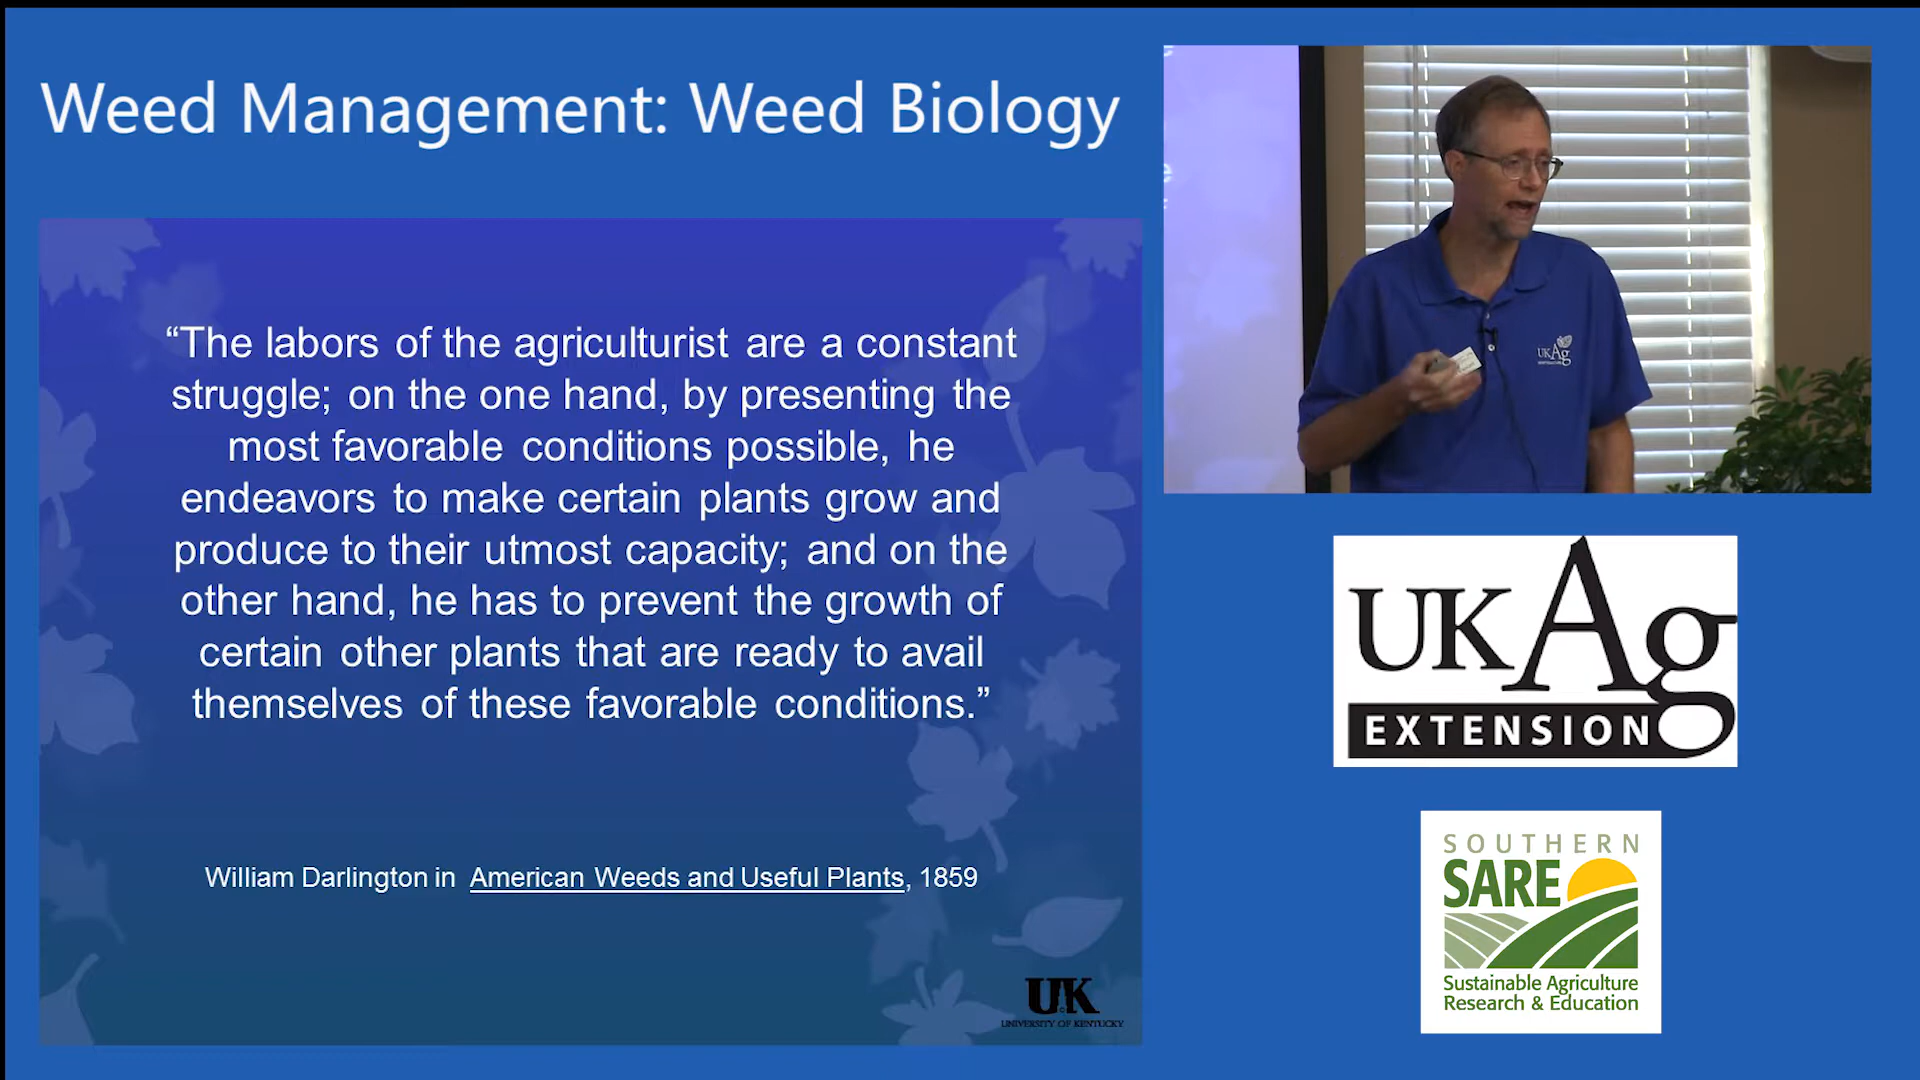 Weed Management: Weed Biology
“The labors of the agriculturist are a constant
struggle; on the one hand, by presenting the
most favorable conditions possible, he
endeavors to make certain plants grow and
produce to their utmost capacity; and on the
other hand, he has to prevent the growth of
certain other plants that are ready to avail
themselves of these favorable conditions.”
William Darlington in American Weeds and Useful Plants, 1859
UK
UNIVERSITY OF KENTUCKY
UKAg
UKAg
EXTENSION
SOUTHERN
SARE
Sustainable Agriculture
Research & Education